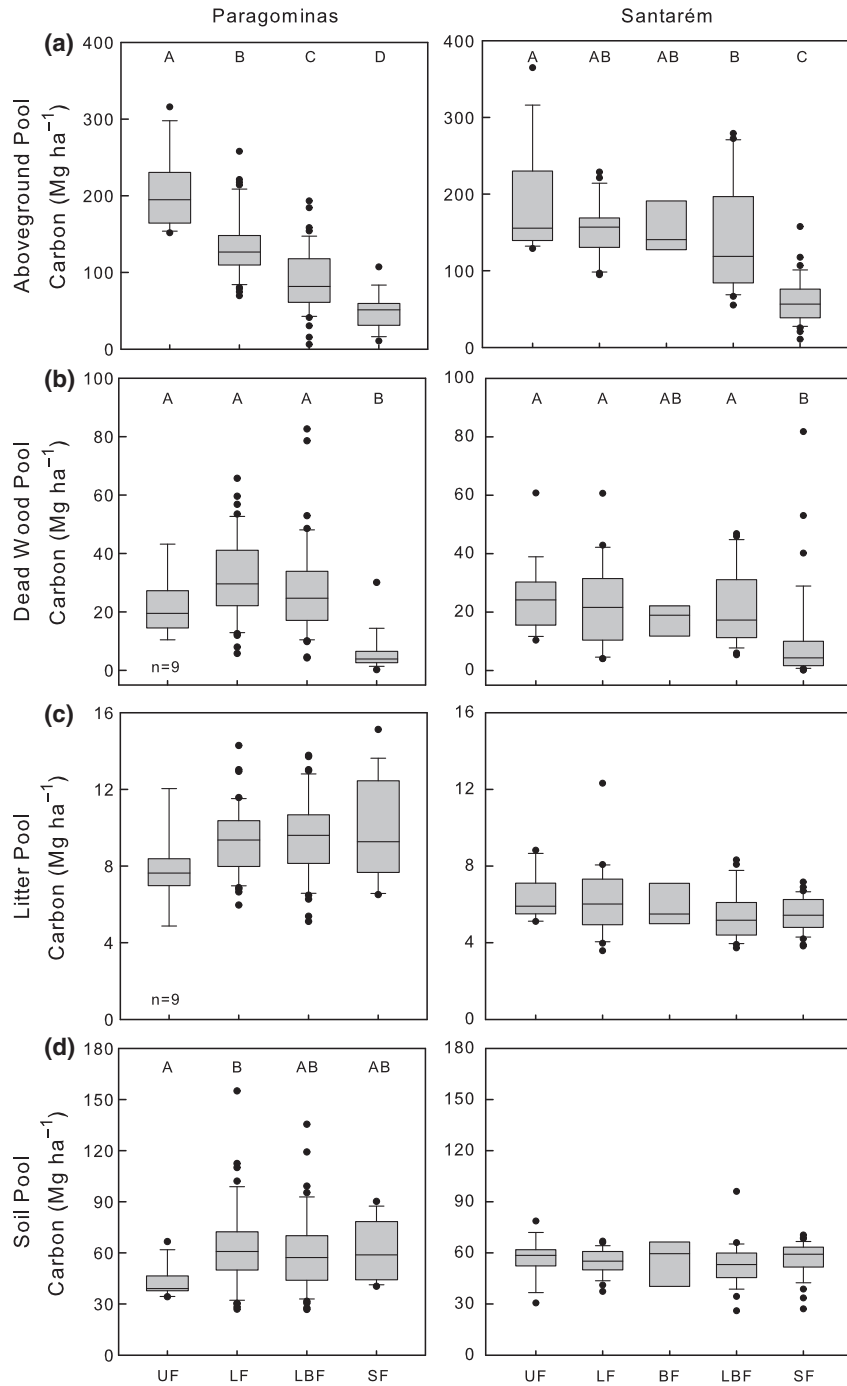 Paragominas
Santarém
(a)
Aboveground Pool
Carbon (Mg ha−1)
400
300
200
100
0
A B C D
400
300
200
100
0
A AB AB B C
(b)
Dead Wood Pool
Carbon (Mg ha−1)
100
80
60
40
20
0
A A A B
n=9
100
80
60
40
20
0
A A AB A B
(c)
Litter Pool
Carbon (Mg ha−1)
16
12
8
4
0
n=9
16
12
8
4
0
(d)
Soil Pool
Carbon (Mg ha−1)
180
150
120
90
60
30
0
A B AB AB
180
150
120
90
60
30
0
UF LF LBF SF
UF LF BF LBF SF